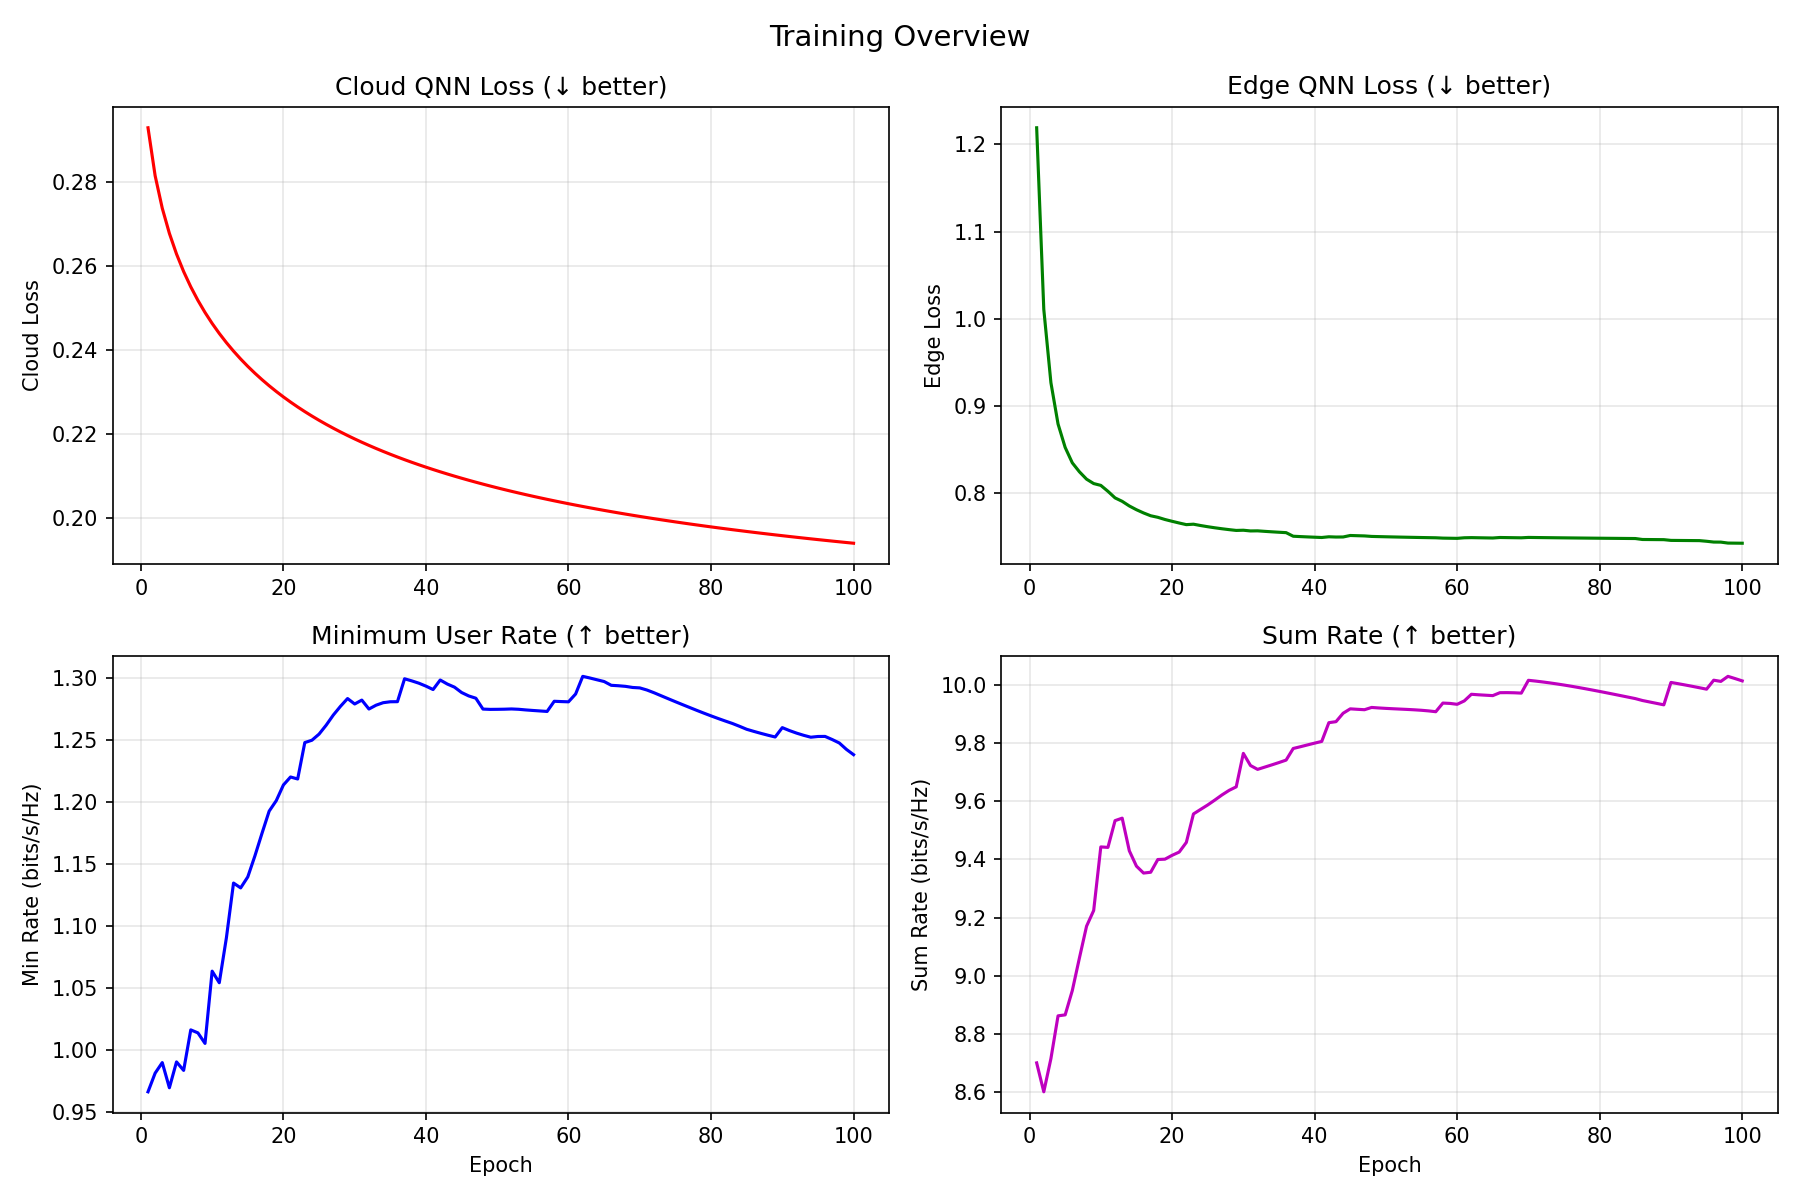 Training Overview
Cloud QNN Loss (↓ better)
Cloud Loss
0.28
0.26
0.24
0.22
0.20
0 20 40 60 80 100
Edge QNN Loss (↓ better)
Edge Loss
1.2
1.1
1.0
0.9
0.8
0 20 40 60 80 100
Minimum User Rate (↑ better)
Min Rate (bits/s/Hz)
1.30
1.25
1.20
1.15
1.10
1.05
1.00
0.95
0 20 40 60 80 100
Epoch
Sum Rate (↑ better)
Sum Rate (bits/s/Hz)
10.0
9.8
9.6
9.4
9.2
9.0
8.8
8.6
0 20 40 60 80 100
Epoch